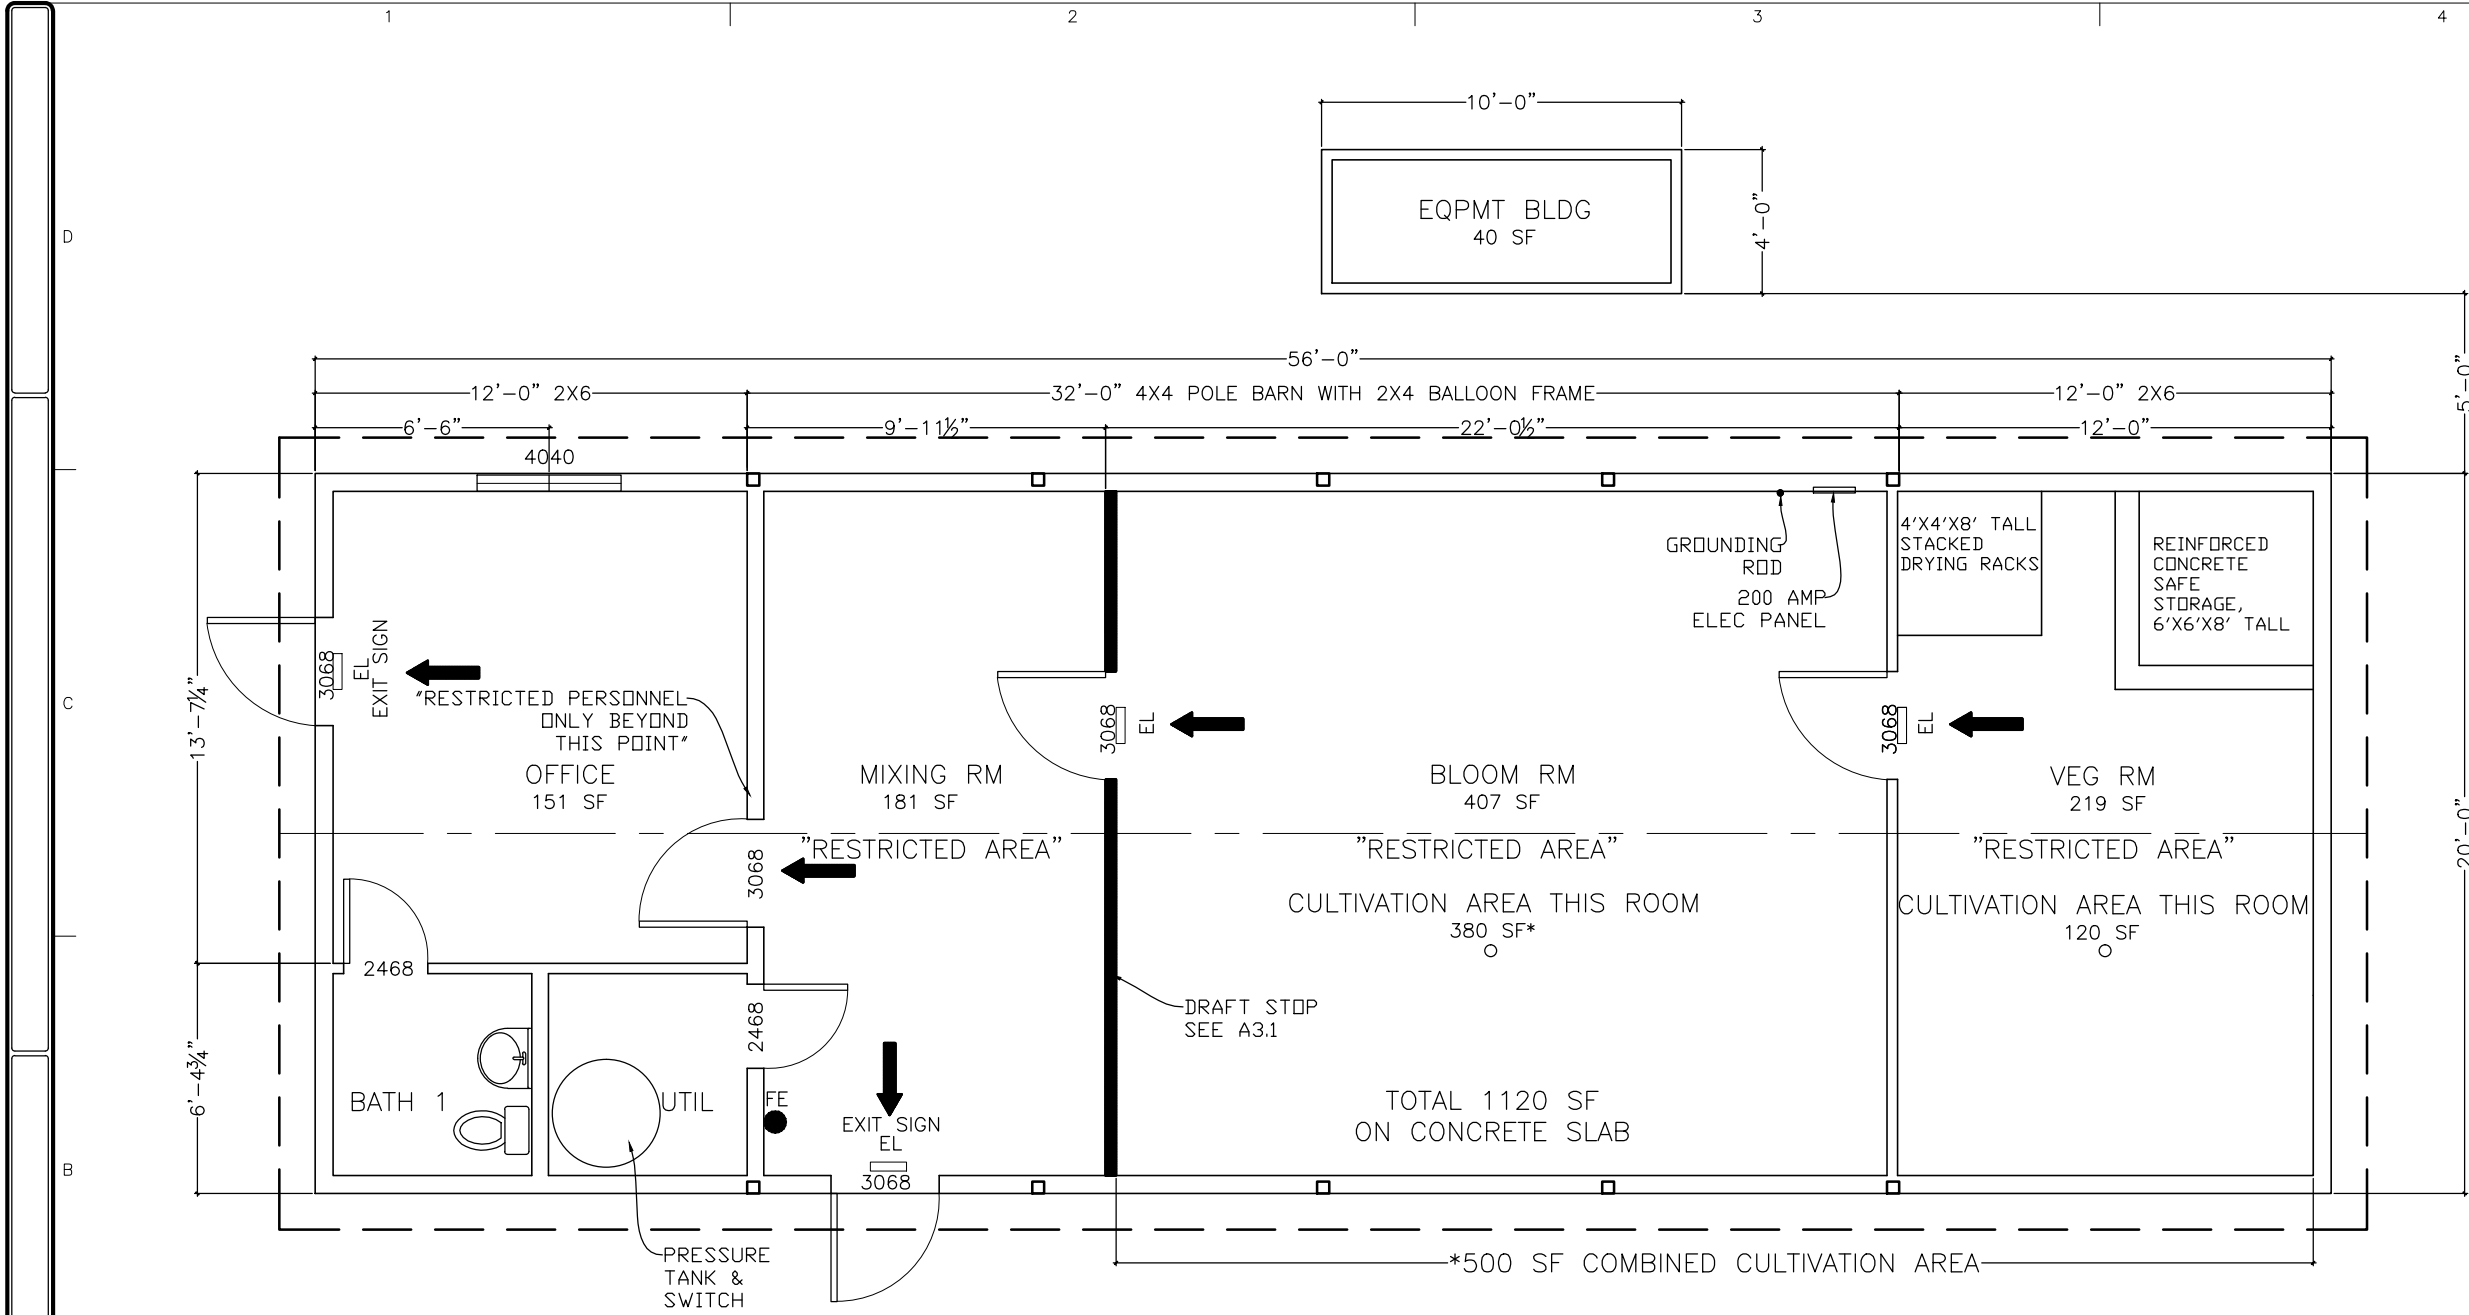 1
2
3
4
D
C
B
10'-0"
EQPMT BLDG
40 SF
4'-0"
56'-0"
12'-0" 2X6
32'-0" 4X4 POLE BARN WITH 2X4 BALLOON FRAME
12'-0" 2X6
5'-0"
6'-6"
9'-11½"
22'-0½"
12'-0"
4040
GROUNDING
ROD
200 AMP
ELEC PANEL
4'X4'X8' TALL
STACKED
DRYING RACKS
REINFORCED
CONCRETE
SAFE
STORAGE,
6'X6'X8' TALL
3068
EL
EXIT SIGN
13'-7¼"
"RESTRICTED PERSONNEL
ONLY BEYOND
THIS POINT"
3068
EL
3068
EL
OFFICE
151 SF
MIXING RM
181 SF
BLOOM RM
407 SF
VEG RM
219 SF
"RESTRICTED AREA"
"RESTRICTED AREA"
"RESTRICTED AREA"
20'-0"
3068
CULTIVATION AREA THIS ROOM
380 SF*
CULTIVATION AREA THIS ROOM
120 SF
2468
2468
DRAFT STOP
SEE A3.1
6'-4¾"
BATH 1
UTIL
FE
EXIT SIGN
EL
3068
TOTAL 1120 SF
ON CONCRETE SLAB
PRESSURE
TANK &
SWITCH
*500 SF COMBINED CULTIVATION AREA